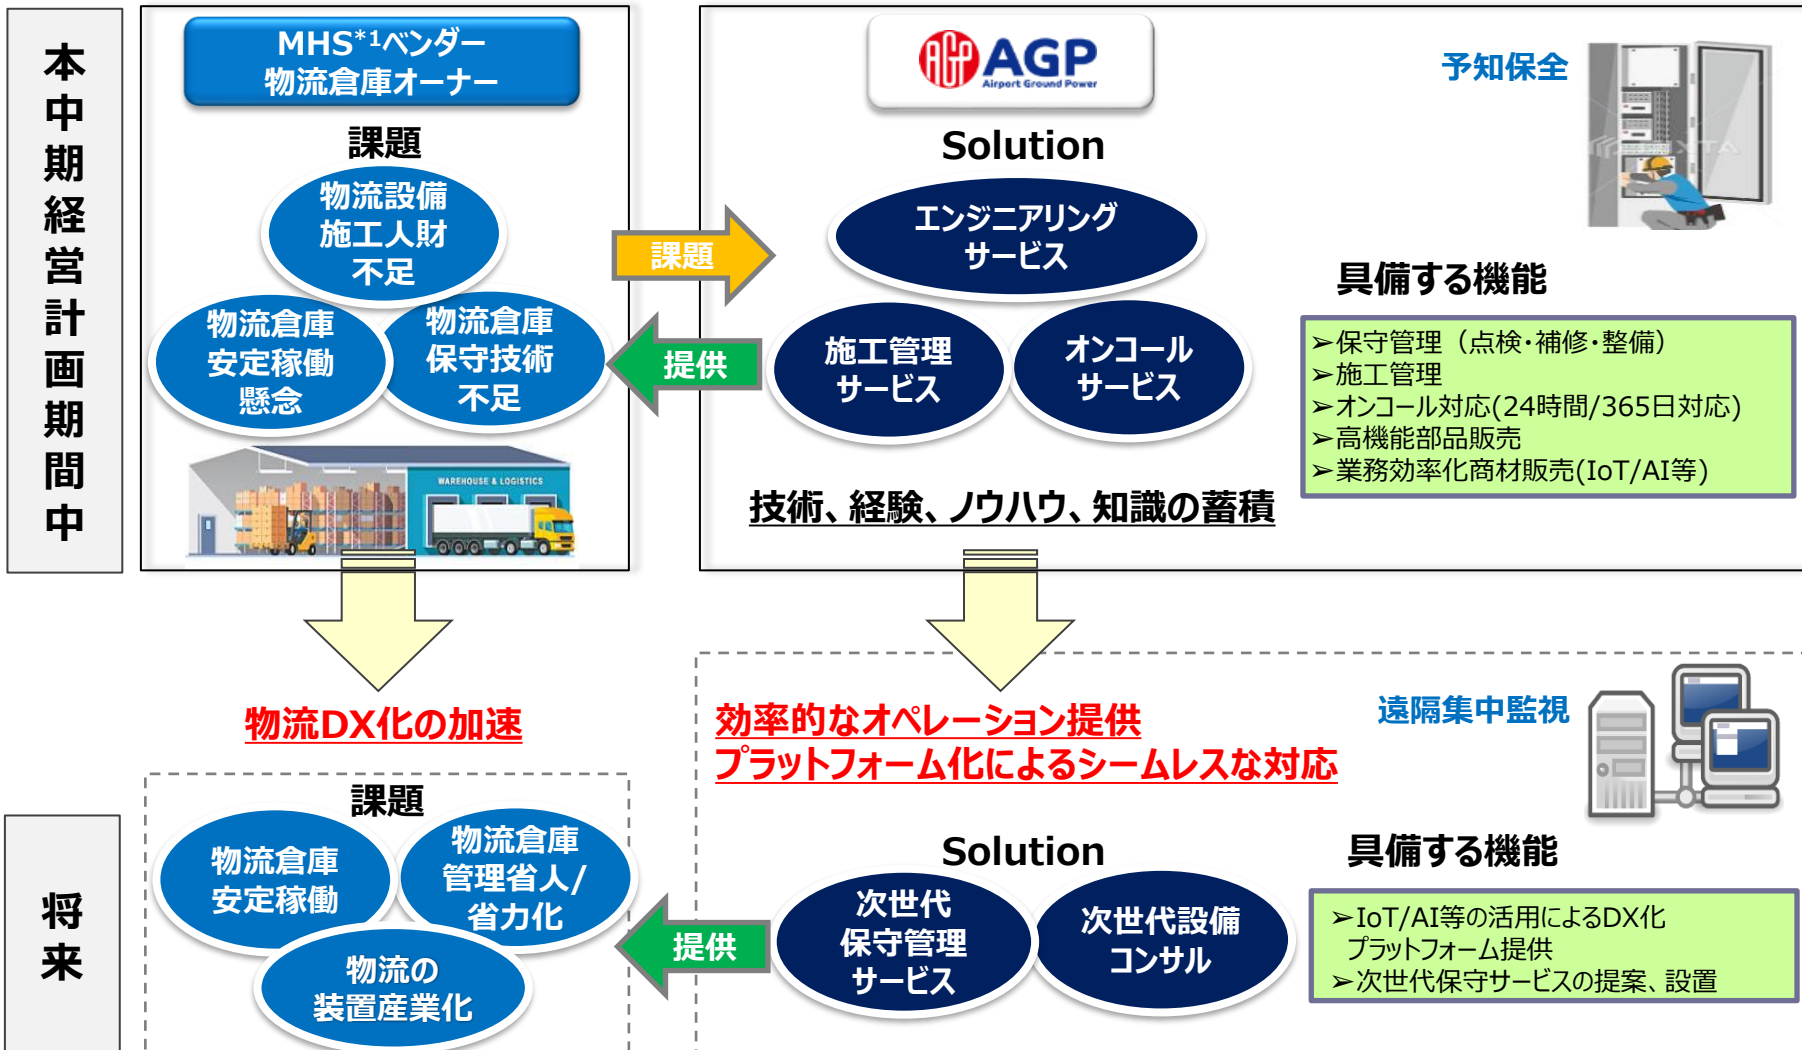 本中期経営計画期間中
MHS*1ベンダー
物流倉庫オーナー
課題
物流設備
施工人財
不足
物流倉庫
安定稼働
懸念
物流倉庫
保守技術
不足
WAREHOUSE & LOGISTICS
課題
提供
AGP
AGP
Airport Ground Power
Solution
エンジニアリング
サービス
施工管理
サービス
オンコール
サービス
技術、経験、ノウハウ、知識の蓄積
予知保全
具備する機能
➢保守管理（点検・補修・整備）
➢施工管理
➢オンコール対応(24時間/365日対応)
➢高機能部品販売
➢業務効率化商材販売(IoT/AI等)
物流DX化の加速
効率的なオペレーション提供
プラットフォーム化によるシームレスな対応
遠隔集中監視
将来
課題
物流倉庫
安定稼働
物流倉庫
管理省人/
省力化
物流の
装置産業化
提供
Solution
次世代
保守管理
サービス
次世代設備
コンサル
具備する機能
➢IoT/AI等の活用によるDX化
プラットフォーム提供
➢次世代保守サービスの提案、設置